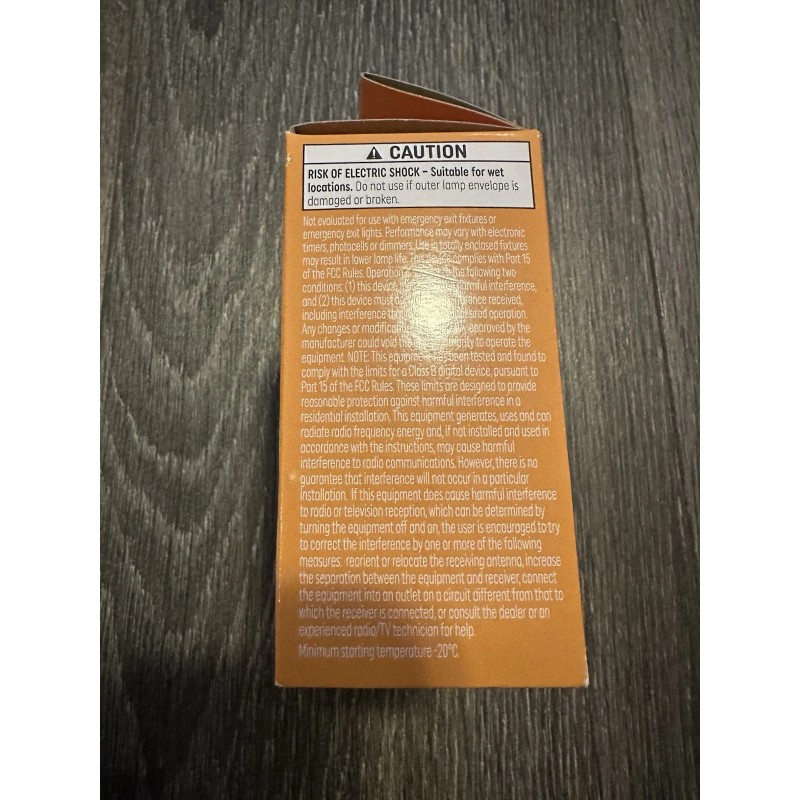 ⚠ CAUTION
RISK OF ELECTRIC SHOCK – Suitable for wet
locations. Do not use if outer lamp envelope is
damaged or broken.
Not evaluated for use with emergency exit fixtures or
emergency exit lights. Performance may vary with electronic
timers, photocells or dimmers. Use in totally enclosed fixtures
may result in lower lamp life. This device complies with Part 15
of the FCC Rules. Operation is to the following two
conditions: (1) this device harmful interference,
and (2) this device must received,
including interference operation.
Any changes or approved by the
manufacturer could void the to operate the
equipment. NOTE: This equipment has been tested and found to
comply with the limits for a Class B digital device, pursuant to
Part 15 of the FCC Rules. These limits are designed to provide
reasonable protection against harmful interference in a
residential installation. This equipment generates, uses and can
radiate radio frequency energy and, if not installed and used in
accordance with the instructions, may cause harmful
interference to radio communications. However, there is no
guarantee that interference will not occur in a particular
installation. If this equipment does cause harmful interference
to radio or television reception, which can be determined by
turning the equipment off and on, the user is encouraged to try
to correct the interference by one or more of the following
measures: reorient or relocate the receiving antenna, increase
the separation between the equipment and receiver, connect
the equipment into an outlet on a circuit different from that to
which the receiver is connected, or consult the dealer or an
experienced radio/TV technician for help.
Minimum starting temperature -20°C.